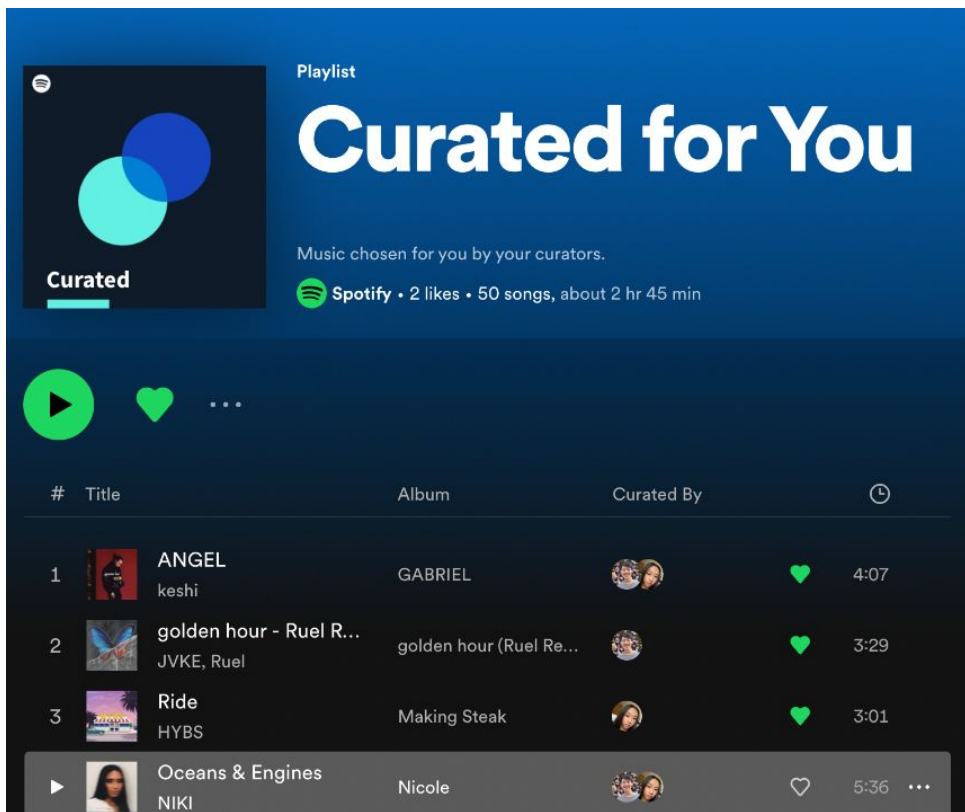 Playlist
Curated for You
Curated
Music chosen for you by your curators.
Spotify • 2 likes • 50 songs, about 2 hr 45 min
# Title Album Curated By
1 ANGEL GABRIEL 4:07
keshi
2 golden hour - Ruel R... golden hour (Ruel Re... 3:29
JVKE, Ruel
3 Ride Making Steak 3:01
HYBS
Oceans & Engines Nicole 5:36
NIKI